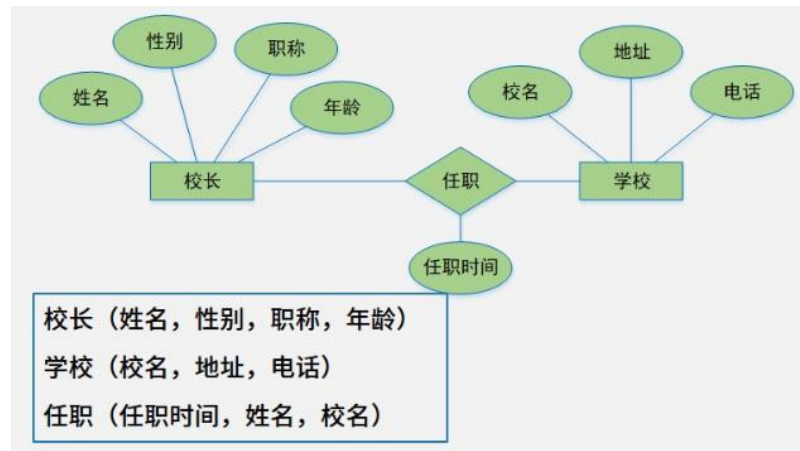 性别
职称
地址
姓名
年龄
校名
电话
校长
任职
学校
任职时间
校长（姓名，性别，职称，年龄）
学校（校名，地址，电话）
任职（任职时间，姓名，校名）